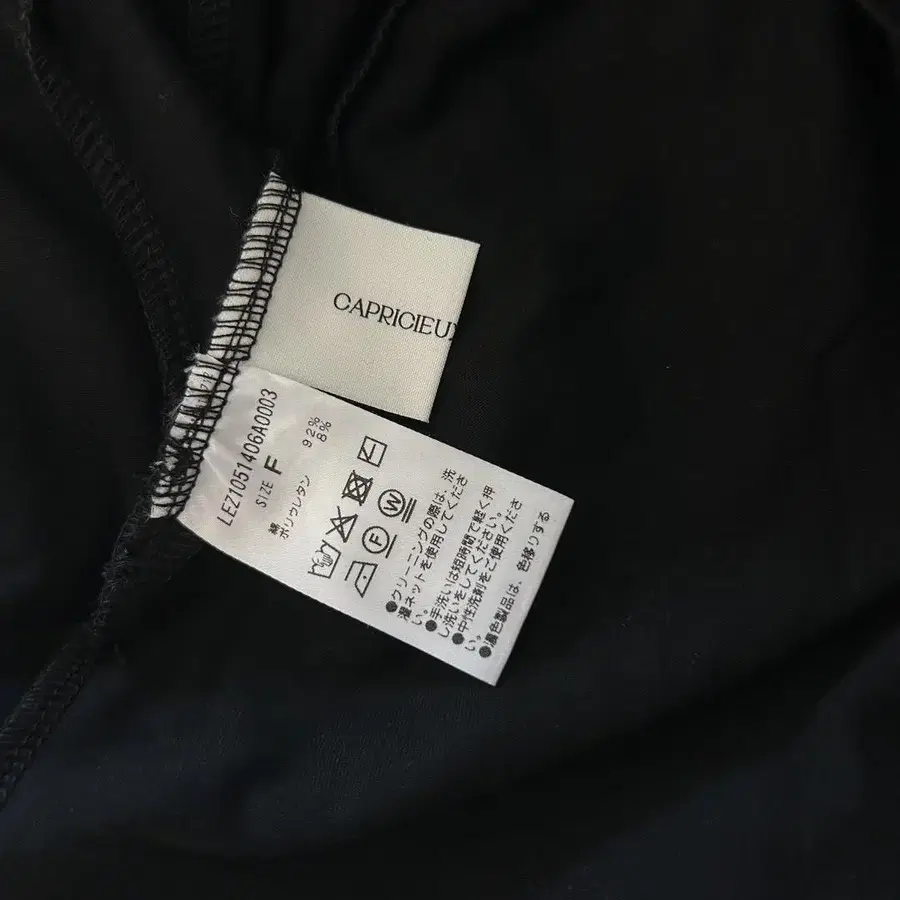 CAPRICIEUX
LEZ1051406A0003
SIZE F
綿 92%
ポリウレタン 8%
F W
●クリーニングの際は、洗
濯ネットを使用してくださ
い。
●手洗いは短時間で軽く押
し洗いをしてください。
●中性洗剤をご使用くださ
い。
●濃色製品は、色移りする